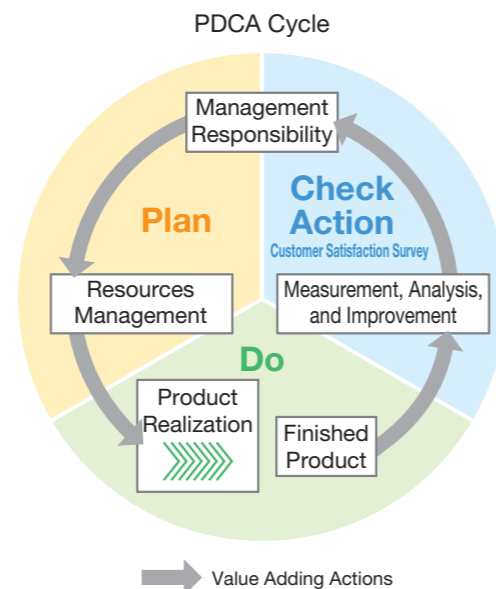 PDCA Cycle
Management
Responsibility
Plan
Check
Action
Customer Satisfaction Survey
Resources
Management
Measurement, Analysis,
and Improvement
Do
Product
Realization
Finished
Product
Value Adding Actions